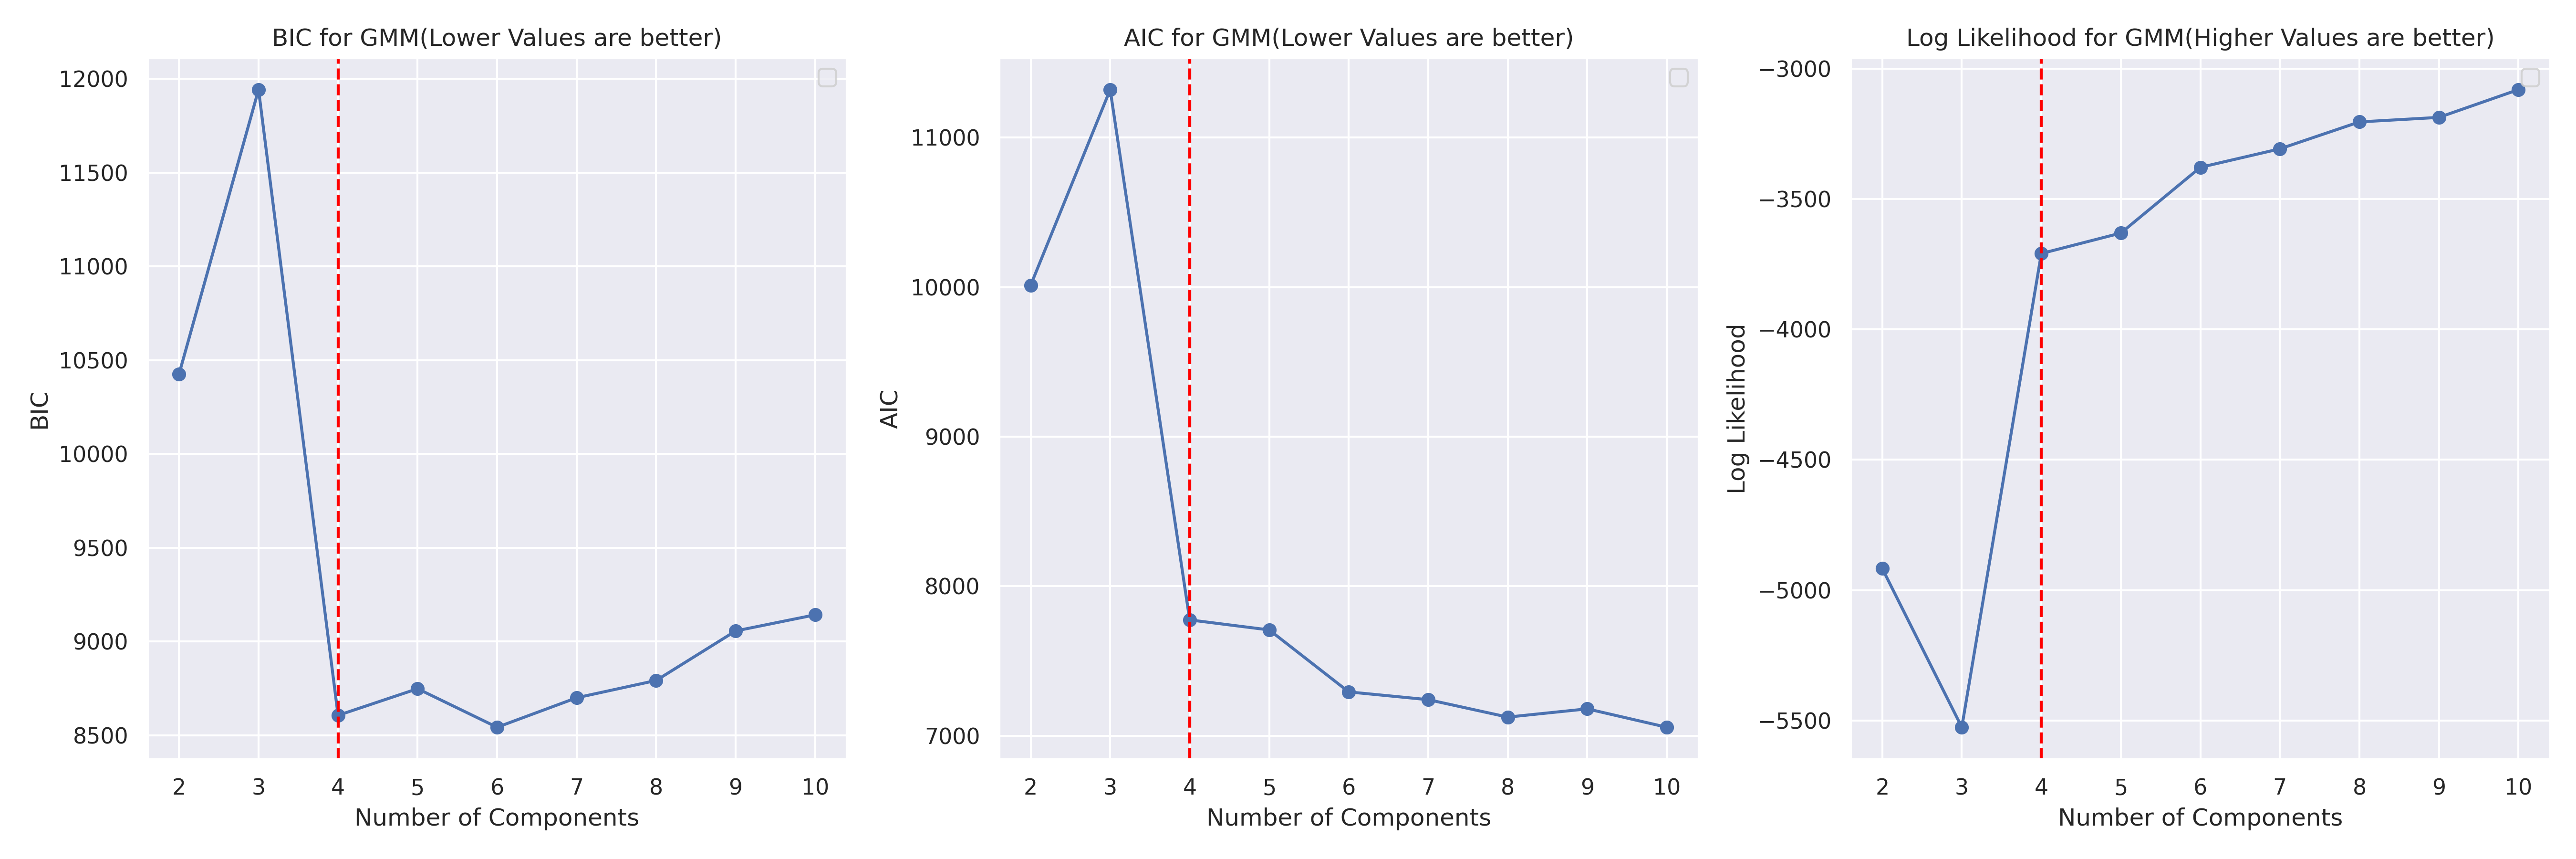 BIC for GMM(Lower Values are better)
12000
11500
11000
10500
10000
9500
9000
8500
BIC
2 3 4 5 6 7 8 9 10
Number of Components
AIC for GMM(Lower Values are better)
11000
10000
9000
8000
7000
AIC
2 3 4 5 6 7 8 9 10
Number of Components
Log Likelihood for GMM(Higher Values are better)
−3000
−3500
−4000
−4500
−5000
−5500
Log Likelihood
2 3 4 5 6 7 8 9 10
Number of Components